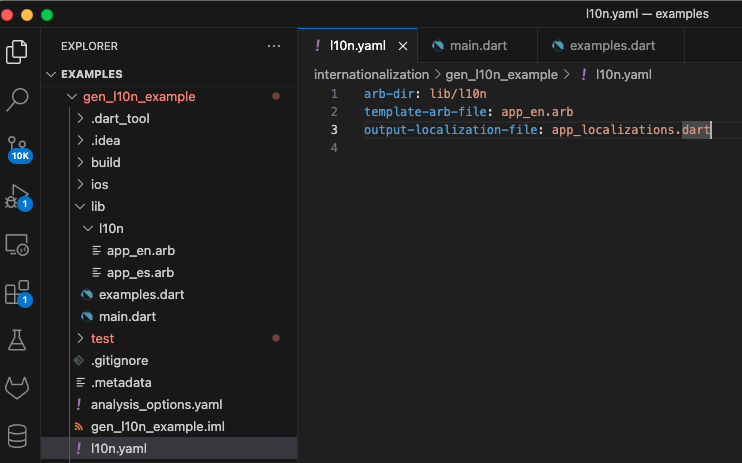 l10n.yaml — examples
EXPLORER
EXAMPLES
gen_l10n_example
.dart_tool
.idea
build
ios
lib
l10n
app_en.arb
app_es.arb
examples.dart
main.dart
test
.gitignore
.metadata
analysis_options.yaml
gen_l10n_example.iml
l10n.yaml
10K
1
1
l10n.yaml main.dart examples.dart
internationalization > gen_l10n_example > ! l10n.yaml
1 arb-dir: lib/l10n
2 template-arb-file: app_en.arb
3 output-localization-file: app_localizations.dart
4